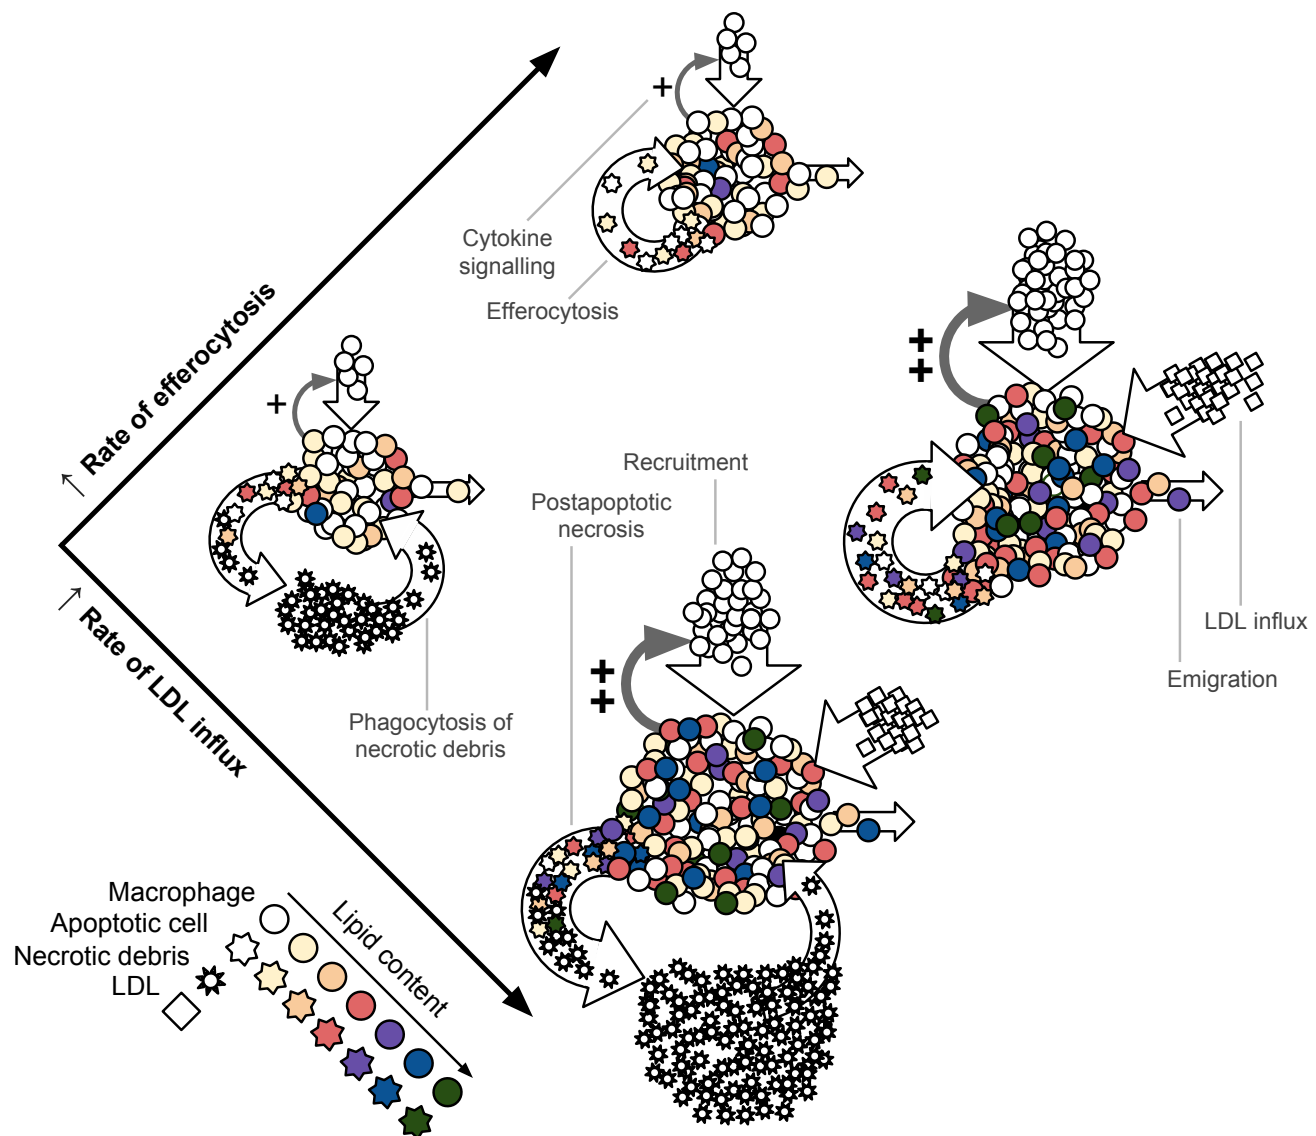 +
Cytokine
signalling
Efferocytosis
↑ Rate of efferocytosis
+
++
Recruitment
Postapoptotic
necrosis
LDL influx
Emigration
↑ Rate of LDL influx
Phagocytosis of
necrotic debris
++
Macrophage
Apoptotic cell
Necrotic debris
LDL
Lipid content